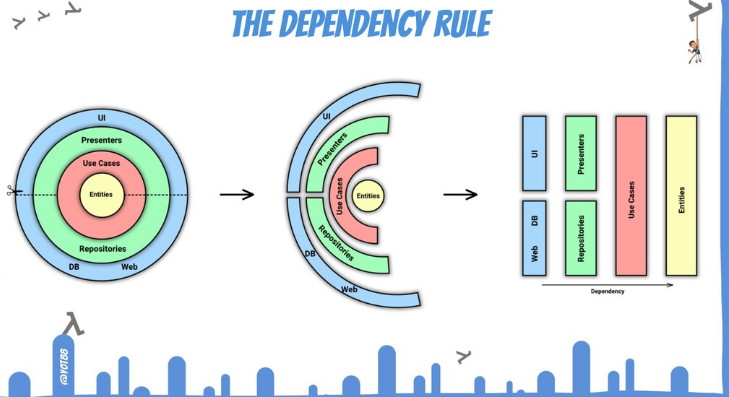 THE DEPENDENCY RULE
UI
Presenters
Use Cases
Entities
Repositories
DB Web
UI
Presenters
Use Cases
Entities
Repositories
DB
Web
UI
Presenters
Use Cases
Entities
Web DB
Repositories
Dependency
@YOT88